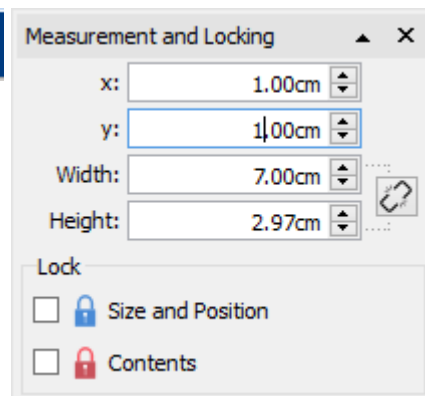 Measurement and Locking
x: 1.00cm
y: 1.00cm
Width: 7.00cm
Height: 2.97cm
Lock
Size and Position
Contents